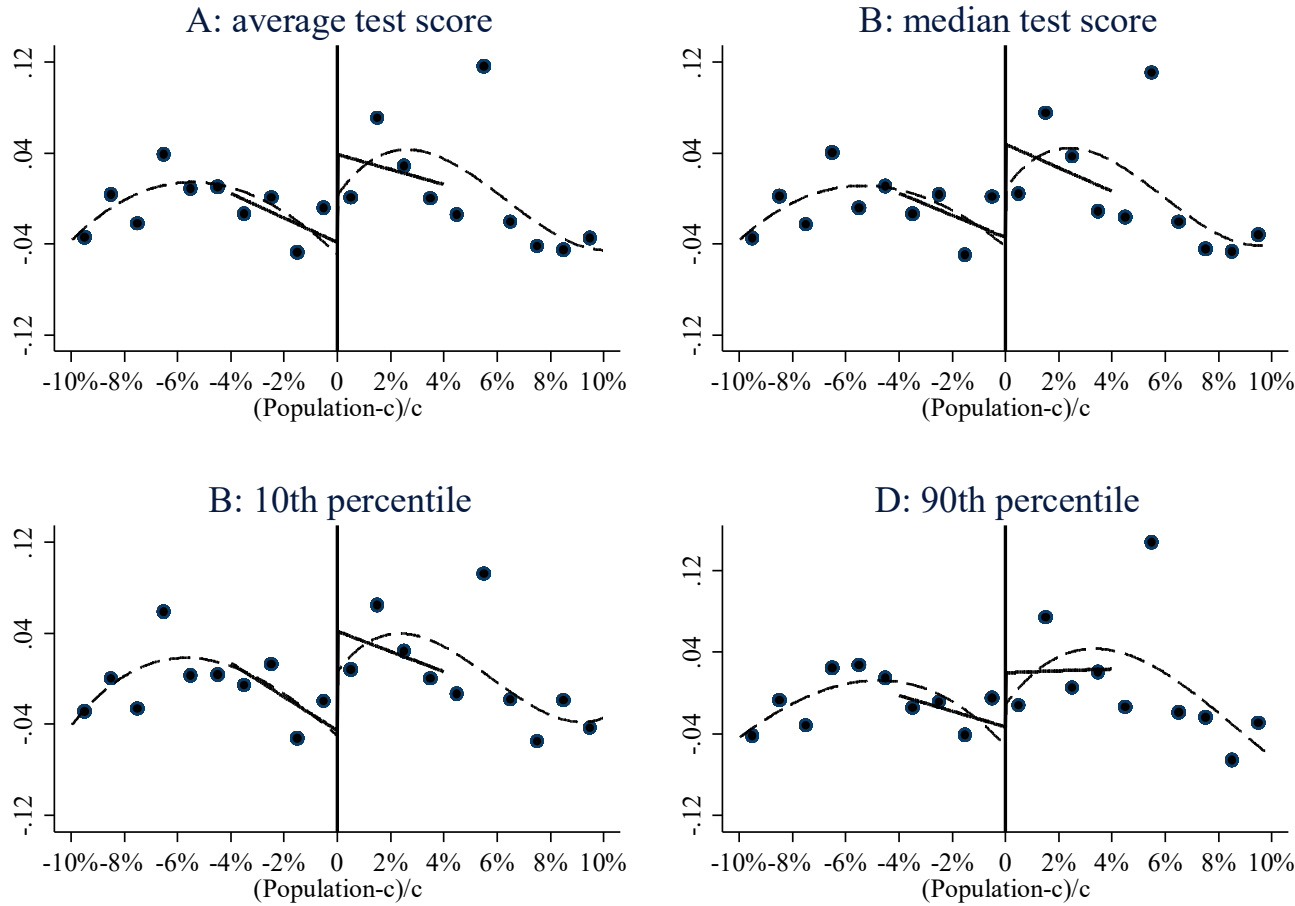 A: average test score
.12
.04
-.04
-.12
-10% -8% -6% -4% -2% 0 2% 4% 6% 8% 10%
(Population-c)/c
B: median test score
.12
.04
-.04
-.12
-10% -8% -6% -4% -2% 0 2% 4% 6% 8% 10%
(Population-c)/c
B: 10th percentile
.12
.04
-.04
-.12
-10% -8% -6% -4% -2% 0 2% 4% 6% 8% 10%
(Population-c)/c
D: 90th percentile
.12
.04
-.04
-.12
-10% -8% -6% -4% -2% 0 2% 4% 6% 8% 10%
(Population-c)/c